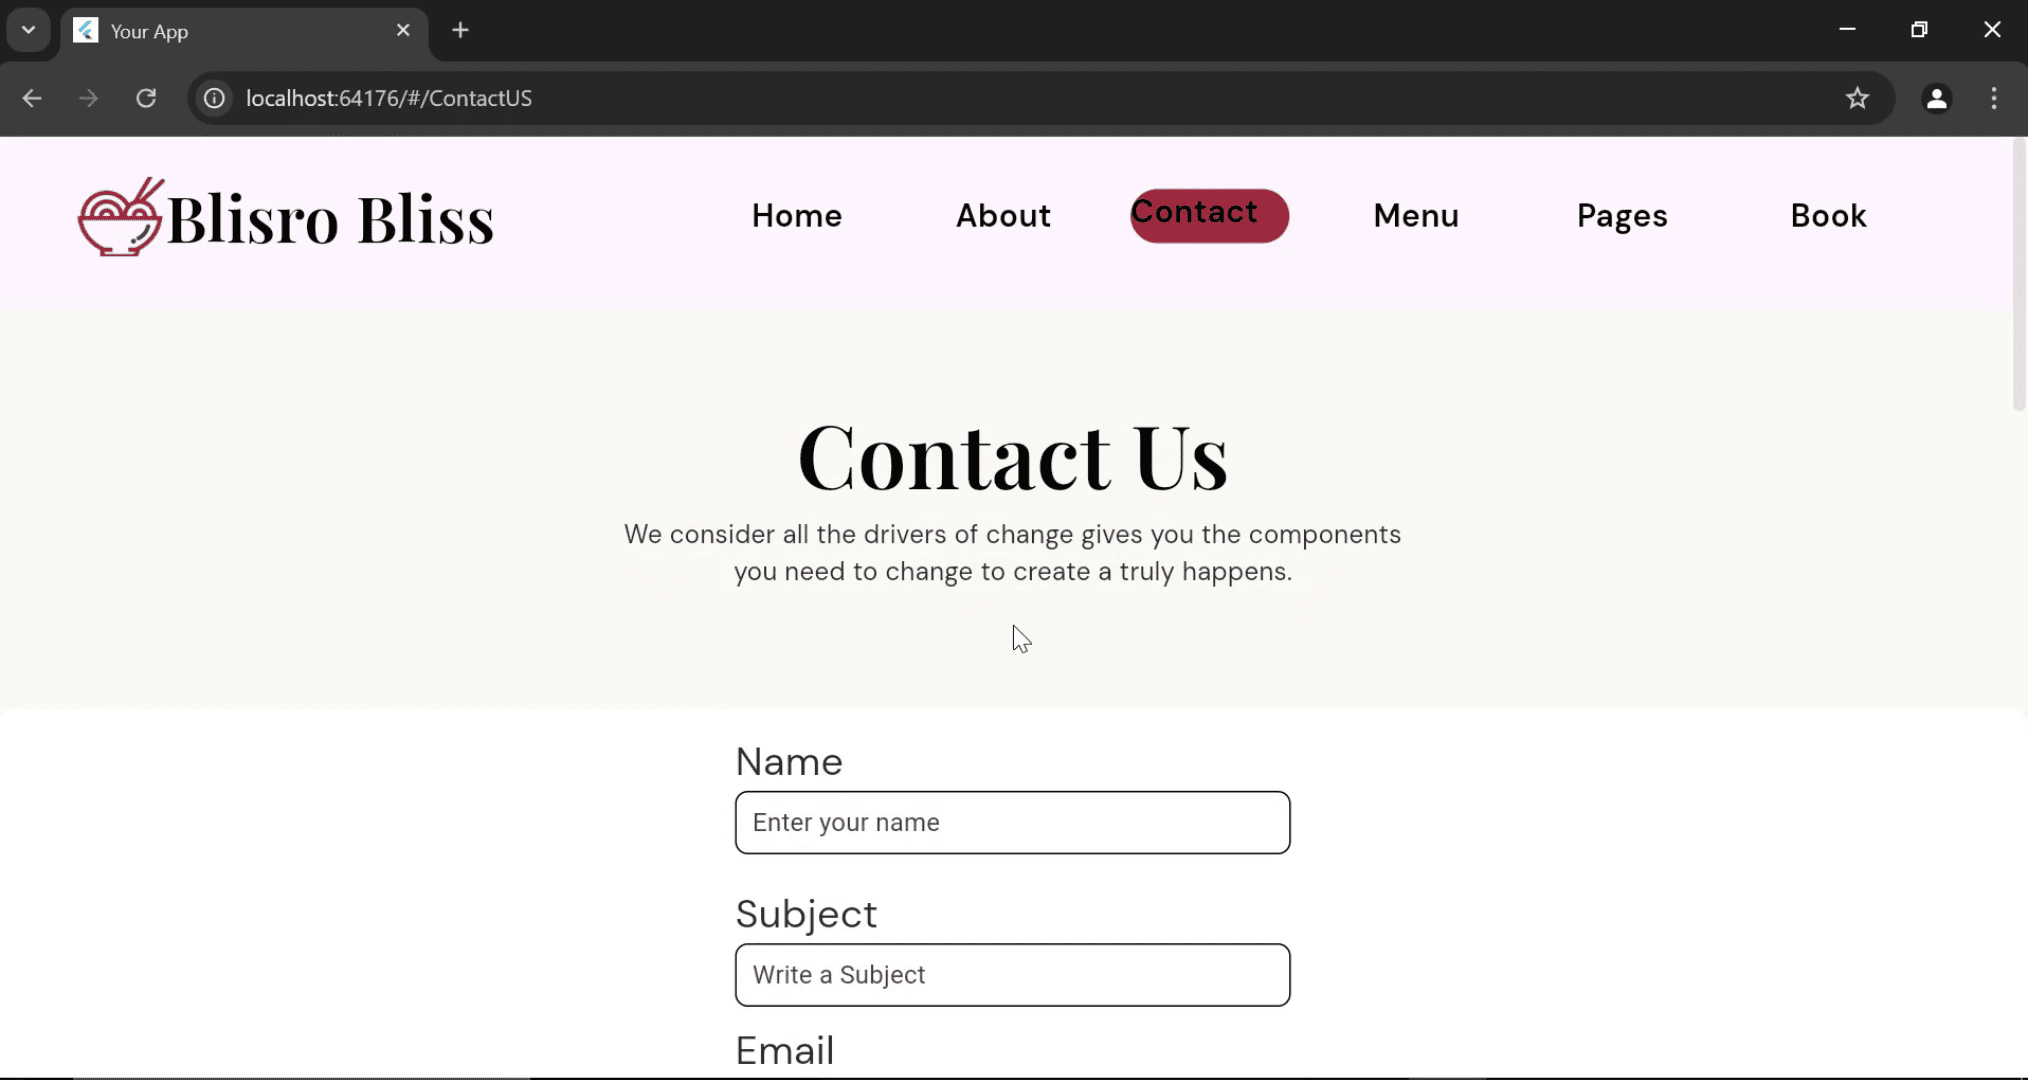 Your App
localhost:64176/#/ContactUS
Blisro Bliss
Home About Contact Menu Pages Book
Contact Us
We consider all the drivers of change gives you the components
you need to change to create a truly happens.
Name
Enter your name
Subject
Write a Subject
Email